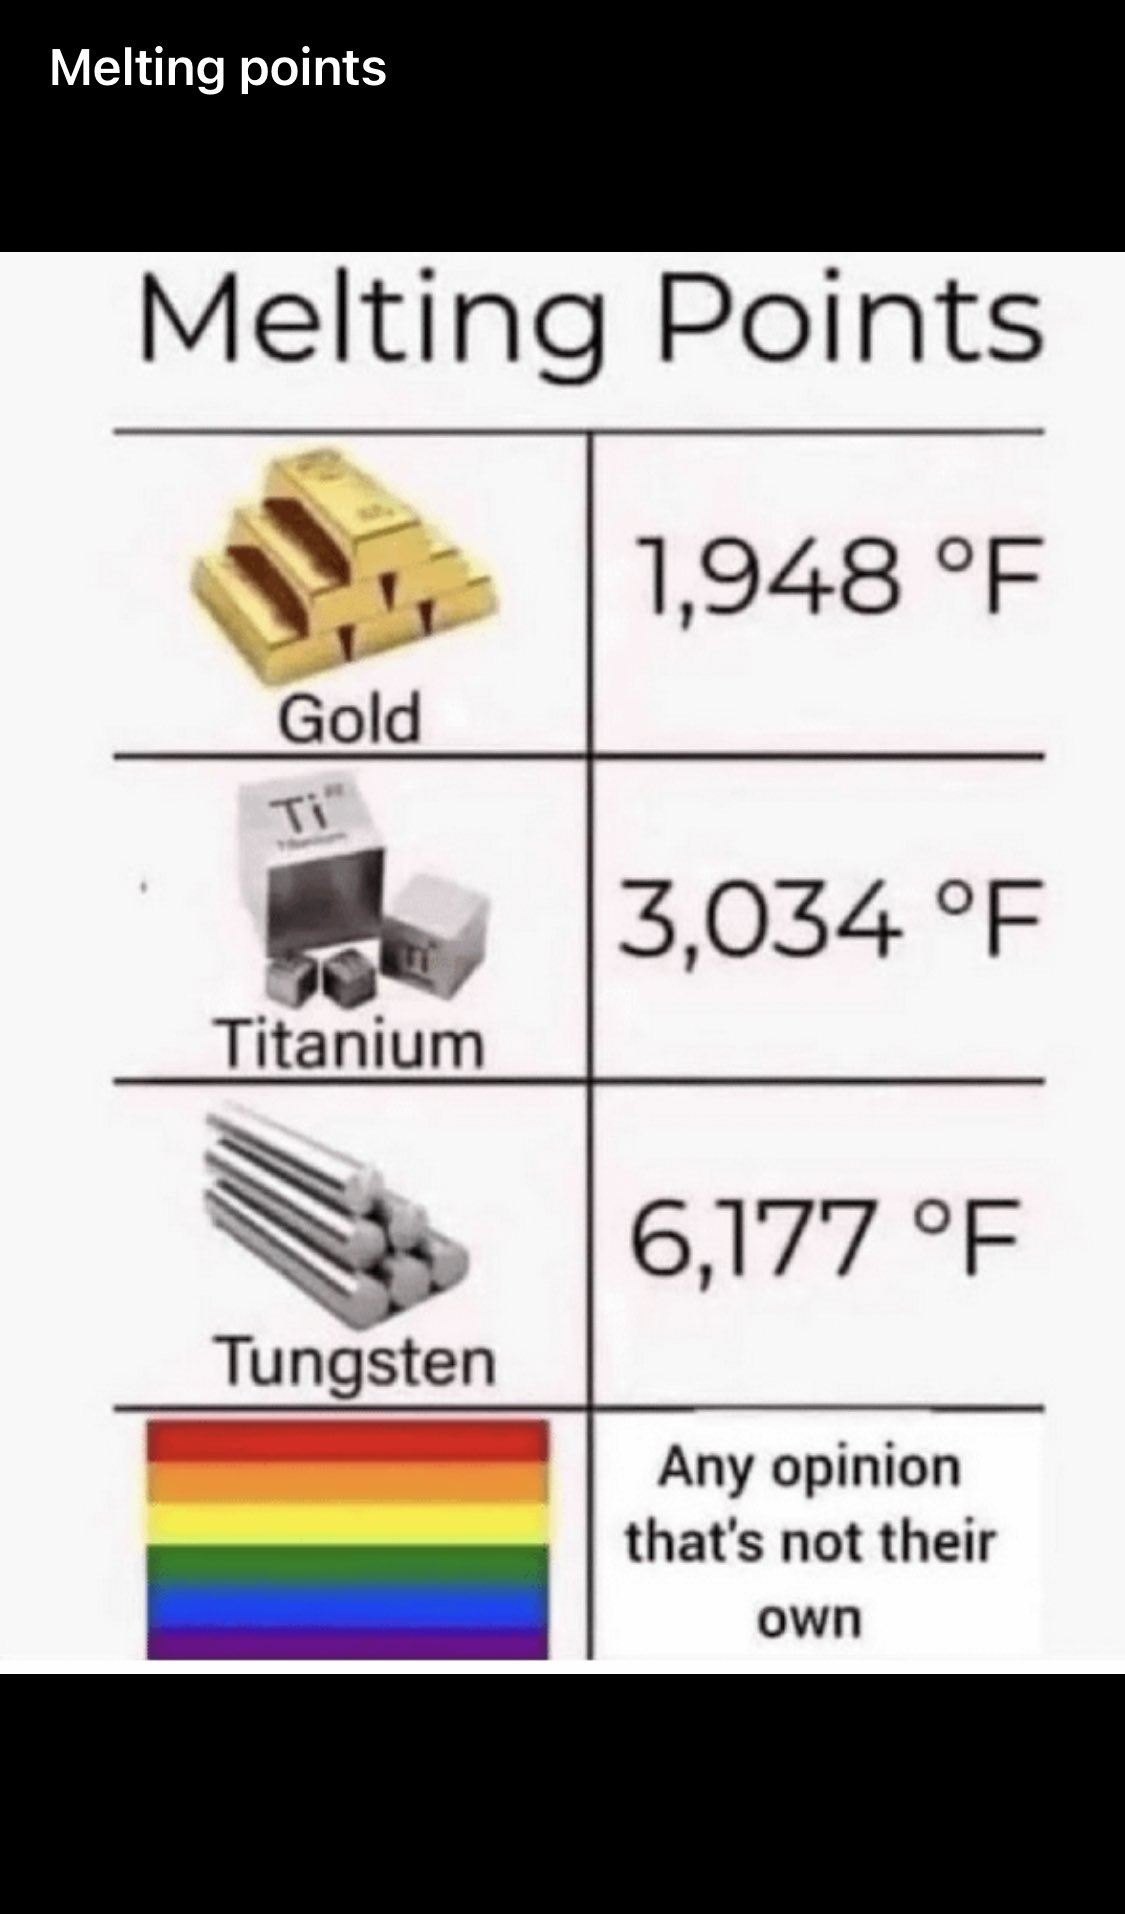 Melting points
Melting Points
1,948 °F
Gold
Ti
Ti
3,034 °F
Titanium
6,177 °F
Tungsten
Any opinion
that's not their
own